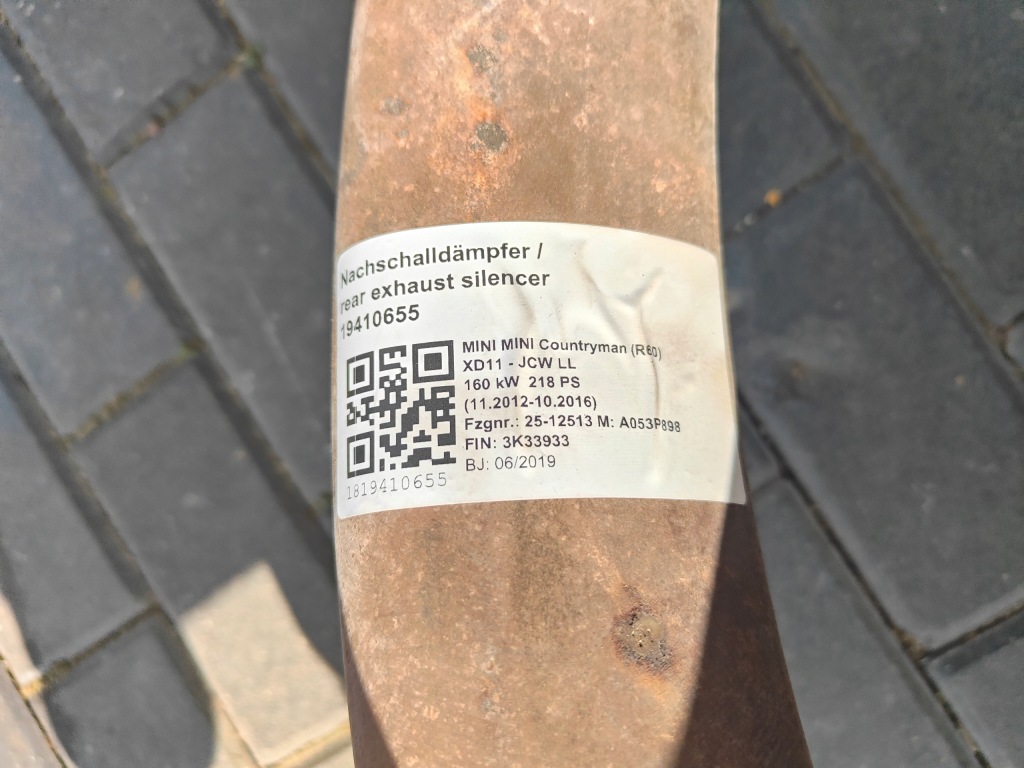 Nachschalldämpfer /
rear exhaust silencer
19410655
MINI MINI Countryman (R60)
XD11 - JCW LL
160 kW 218 PS
(11.2012-10.2016)
Fzgnr.: 25-12513 M: A053P898
FIN: 3K33933
BJ: 06/2019
1819410655